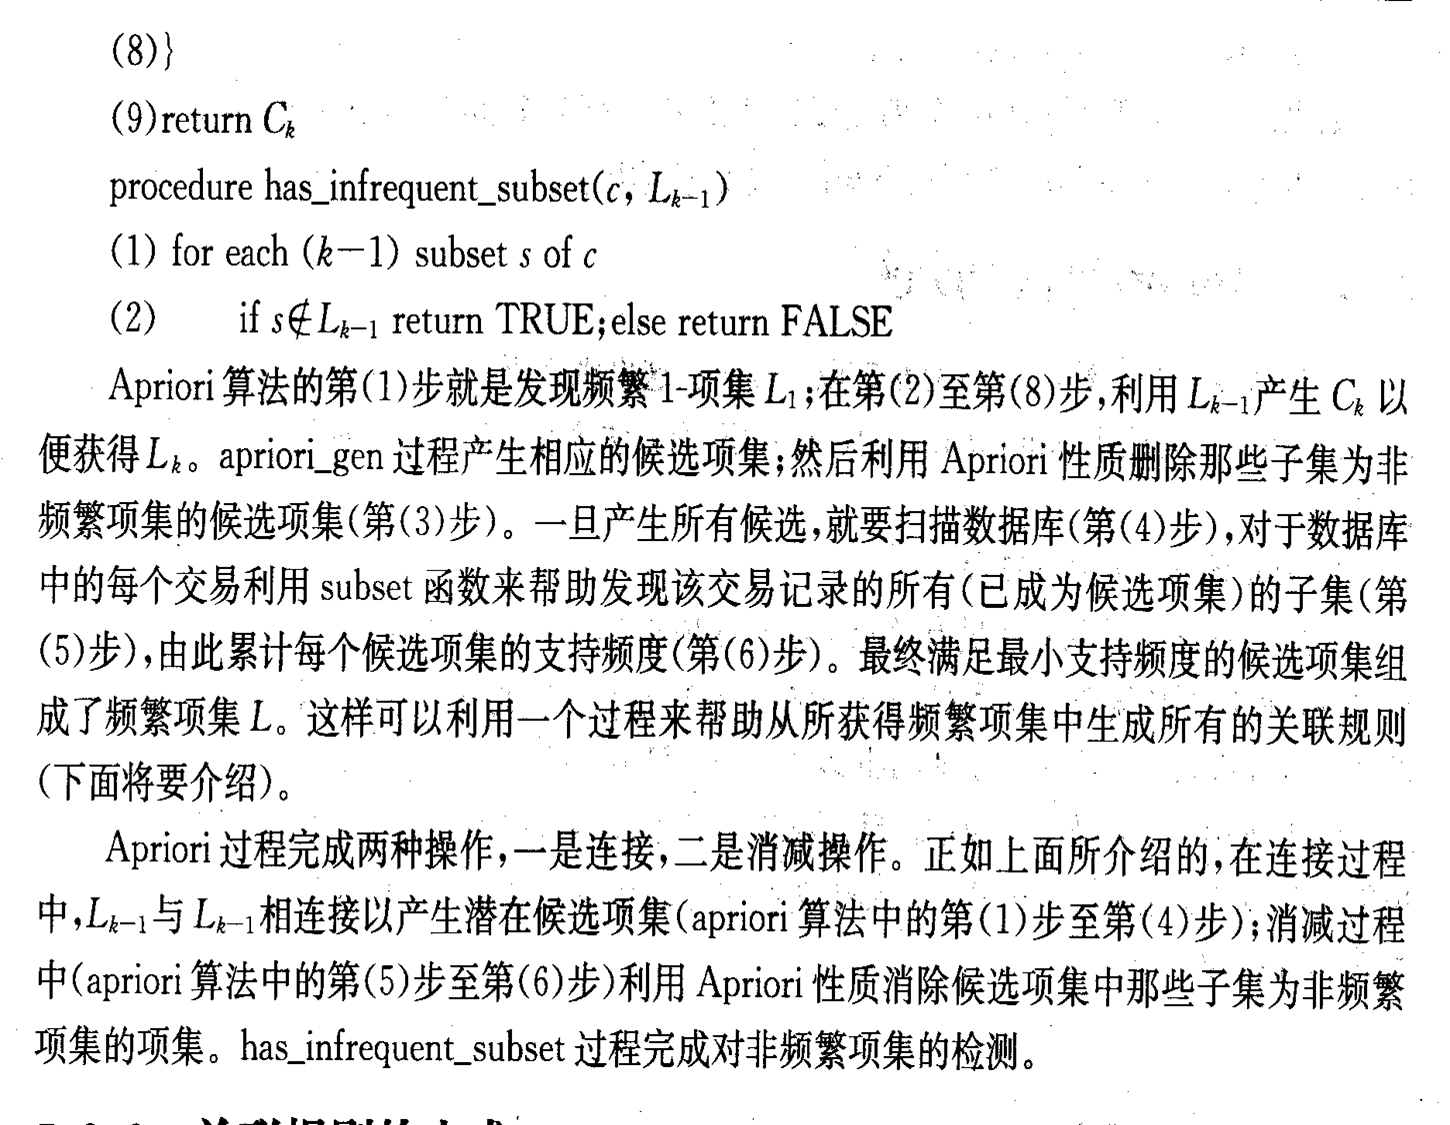 (8)}
(9)return Cₖ
procedure has_infrequent_subset(c, Lₖ₋₁)
(1) for each (k−1) subset s of c
(2) if s∉Lₖ₋₁ return TRUE;else return FALSE
Apriori 算法的第(1)步就是发现频繁 1-项集 L₁;在第(2)至第(8)步,利用 Lₖ₋₁产生 Cₖ 以
便获得 Lₖ。apriori_gen 过程产生相应的候选项集;然后利用 Apriori 性质删除那些子集为非
频繁项集的候选项集(第(3)步)。一旦产生所有候选,就要扫描数据库(第(4)步),对于数据库
中的每个交易利用 subset 函数来帮助发现该交易记录的所有(已成为候选项集)的子集(第
(5)步),由此累计每个候选项集的支持频度(第(6)步)。最终满足最小支持频度的候选项集组
成了频繁项集 L。这样可以利用一个过程来帮助从所获得频繁项集中生成所有的关联规则
(下面将要介绍)。
Apriori 过程完成两种操作,一是连接,二是消减操作。正如上面所介绍的,在连接过程
中,Lₖ₋₁与 Lₖ₋₁相连接以产生潜在候选项集(apriori 算法中的第(1)步至第(4)步);消减过程
中(apriori 算法中的第(5)步至第(6)步)利用 Apriori 性质消除候选项集中那些子集为非频繁
项集的项集。has_infrequent_subset 过程完成对非频繁项集的检测。